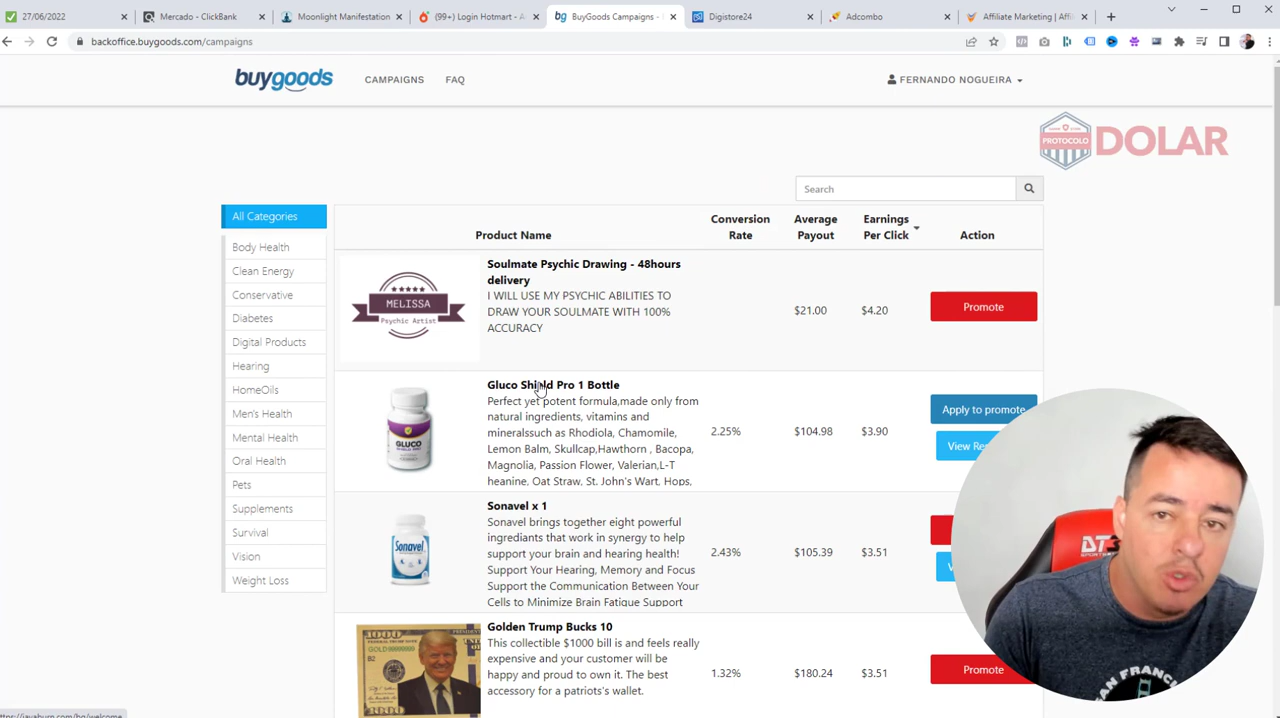 27/06/2022
Mercado - ClickBank
Moonlight Manifestation
(99+) Login Hotmart - A
BuyGoods Campaigns -
Digistore24
Adcombo
Affiliate Marketing | Affil
backoffice.buygoods.com/campaigns
buygoods
CAMPAIGNS
FAQ
FERNANDO NOGUEIRA
PROTOCOLO
DOLAR
Search
All Categories
Body Health
Clean Energy
Conservative
Diabetes
Digital Products
Hearing
HomeOils
Men's Health
Mental Health
Oral Health
Pets
Supplements
Survival
Vision
Weight Loss
Product Name
Conversion
Rate
Average
Payout
Earnings
Per Click
Action
MELISSA
Psychic Artist
Soulmate Psychic Drawing - 48hours
delivery
I WILL USE MY PSYCHIC ABILITIES TO
DRAW YOUR SOULMATE WITH 100%
ACCURACY
$21.00
$4.20
Promote
GLUCO
Gluco Shield Pro 1 Bottle
Perfect yet potent formula,made only from
natural ingredients, vitamins and
mineralssuch as Rhodiola, Chamomile,
Lemon Balm, Skullcap,Hawthorn , Bacopa,
Magnolia, Passion Flower, Valerian,L-T
heanine, Oat Straw, St. John's Wart, Hops,
2.25%
$104.98
$3.90
Apply to promote
View Re
Sonavel
Sonavel x 1
Sonavel brings together eight powerful
ingrediants that work in synergy to help
support your brain and hearing health!
Support Your Hearing, Memory and Focus
Support the Communication Between Your
Cells to Minimize Brain Fatigue Support
2.43%
$105.39
$3.51
V
1000
1000
Golden Trump Bucks 10
This collectible $1000 bill is and feels really
expensive and your customer will be
happy and proud to own it. The best
accessory for a patriots's wallet.
1.32%
$180.24
$3.51
Promote